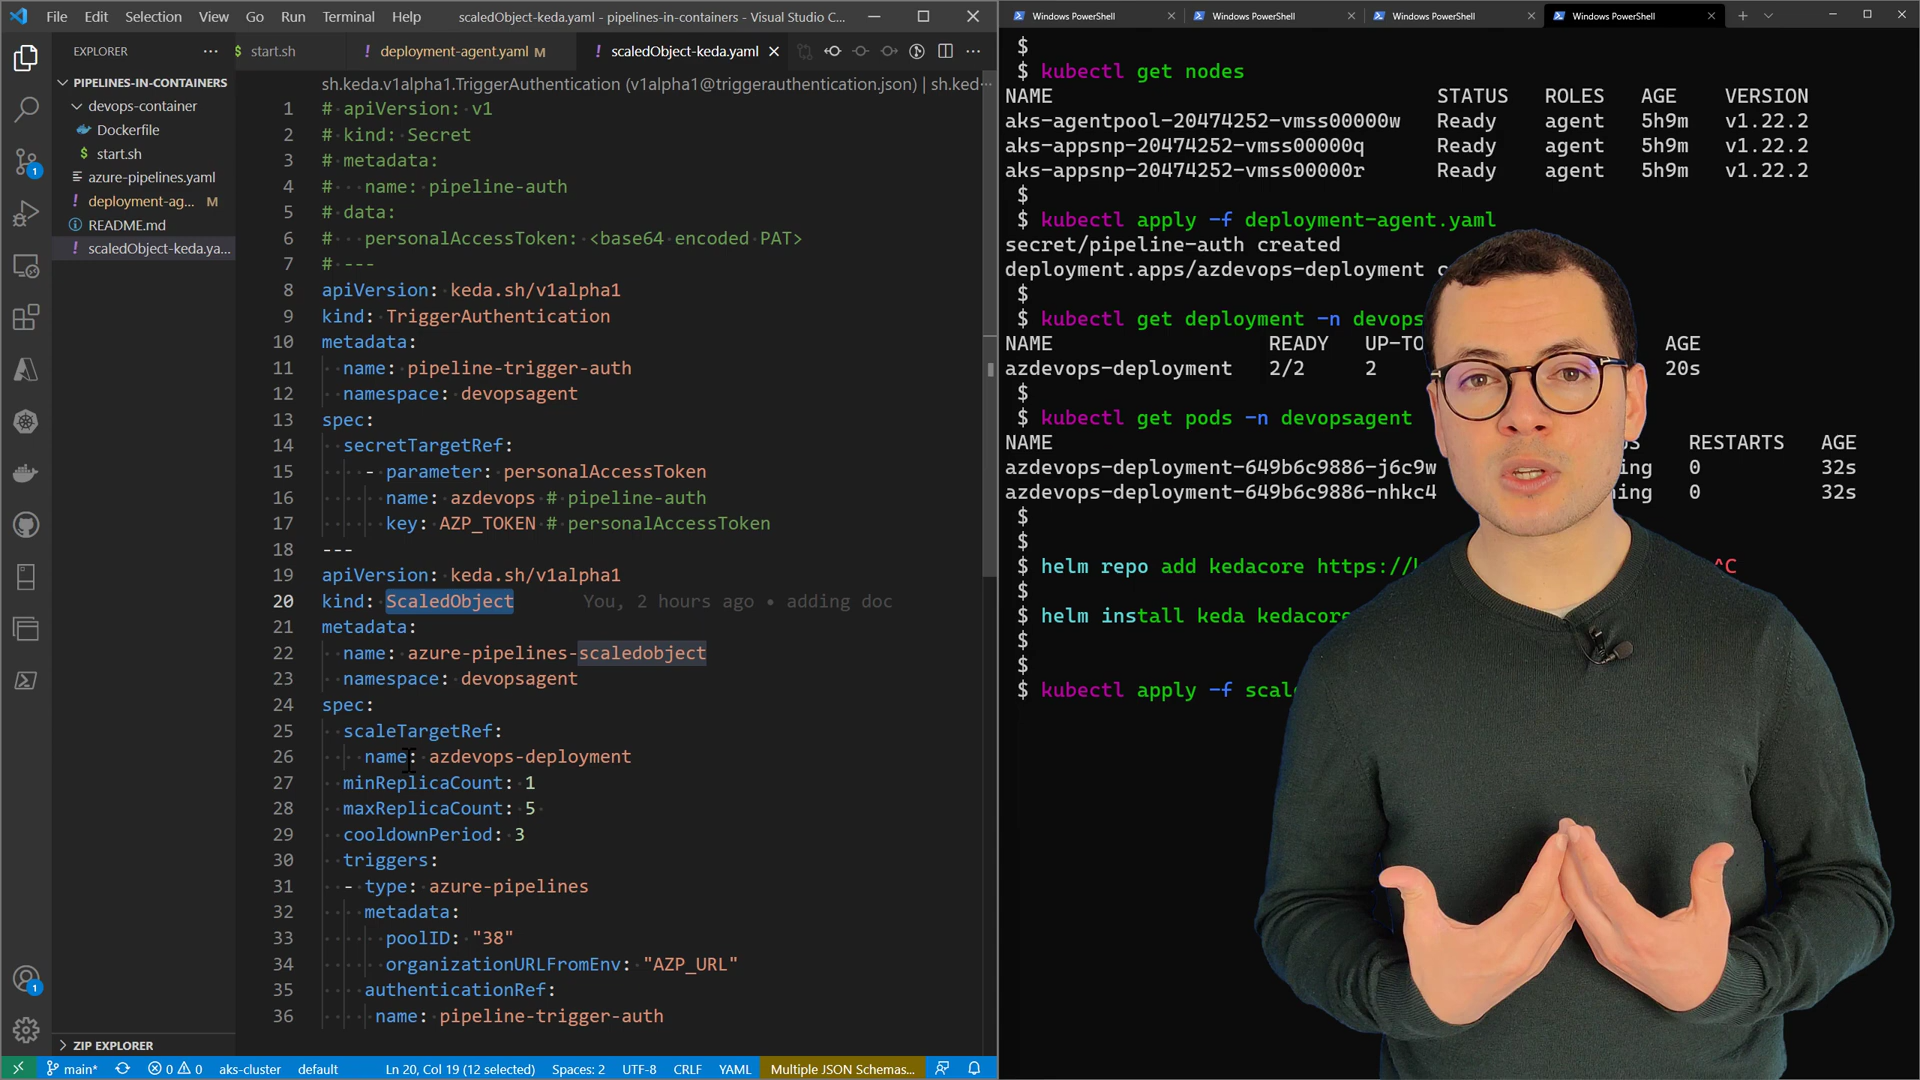 File Edit Selection View Go Run Terminal Help scaledObject-keda.yaml - pipelines-in-containers - Visual Studio C...
EXPLORER
PIPELINES-IN-CONTAINERS
devops-container
Dockerfile
$ start.sh
azure-pipelines.yaml
! deployment-ag... M
README.md
! scaledObject-keda.ya...
ZIP EXPLORER
$ start.sh
! deployment-agent.yaml M
! scaledObject-keda.yaml
sh.keda.v1alpha1.TriggerAuthentication (v1alpha1@triggerauthentication.json) | sh.ked...
1 # apiVersion: v1
2 # kind: Secret
3 # metadata:
4 #   name: pipeline-auth
5 # data:
6 #   personalAccessToken: <base64 encoded PAT>
7 # ---
8 apiVersion: keda.sh/v1alpha1
9 kind: TriggerAuthentication
10 metadata:
11   name: pipeline-trigger-auth
12   namespace: devopsagent
13 spec:
14   secretTargetRef:
15     - parameter: personalAccessToken
16       name: azdevops # pipeline-auth
17       key: AZP_TOKEN # personalAccessToken
18 ---
19 apiVersion: keda.sh/v1alpha1
20 kind: ScaledObject You, 2 hours ago • adding doc
21 metadata:
22   name: azure-pipelines-scaledobject
23   namespace: devopsagent
24 spec:
25   scaleTargetRef:
26     name: azdevops-deployment
27   minReplicaCount: 1
28   maxReplicaCount: 5
29   cooldownPeriod: 3
30   triggers:
31   - type: azure-pipelines
32     metadata:
33       poolID: "38"
34       organizationURLFromEnv: "AZP_URL"
35     authenticationRef:
36      name: pipeline-trigger-auth
main* 0 0 aks-cluster default Ln 20, Col 19 (12 selected) Spaces: 2 UTF-8 CRLF YAML Multiple JSON Schemas...
1
1
Windows PowerShell Windows PowerShell Windows PowerShell Windows PowerShell
$
$ kubectl get nodes
NAME STATUS ROLES AGE VERSION
aks-agentpool-20474252-vmss00000w Ready agent 5h9m v1.22.2
aks-appsnp-20474252-vmss00000q Ready agent 5h9m v1.22.2
aks-appsnp-20474252-vmss00000r Ready agent 5h9m v1.22.2
$
$ kubectl apply -f deployment-agent.yaml
secret/pipeline-auth created
deployment.apps/azdevops-deployment c
$
$ kubectl get deployment -n devops
NAME READY UP-TO AGE
azdevops-deployment 2/2 2 20s
$
$ kubectl get pods -n devopsagent
NAME S RESTARTS AGE
azdevops-deployment-649b6c9886-j6c9w ing 0 32s
azdevops-deployment-649b6c9886-nhkc4 ing 0 32s
$
$
$ helm repo add kedacore https:// ^C
$
$ helm install keda kedacore
$
$
$ kubectl apply -f scale